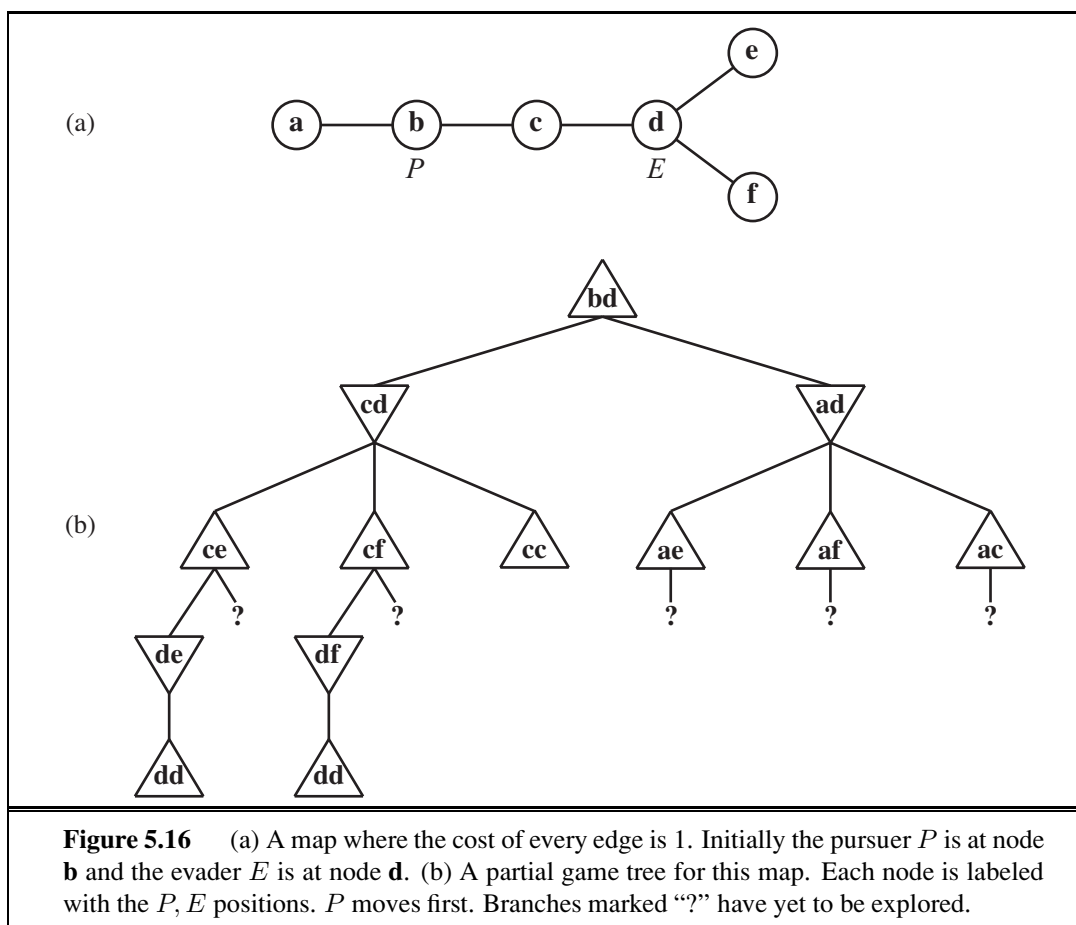 e
(a)
a b c d
P E
f
bd
cd ad
(b)
ce cf cc ae af ac
? ? ? ? ?
de df
dd dd
Figure 5.16 (a) A map where the cost of every edge is 1. Initially the pursuer P is at node
b and the evader E is at node d. (b) A partial game tree for this map. Each node is labeled
with the P, E positions. P moves first. Branches marked “?” have yet to be explored.